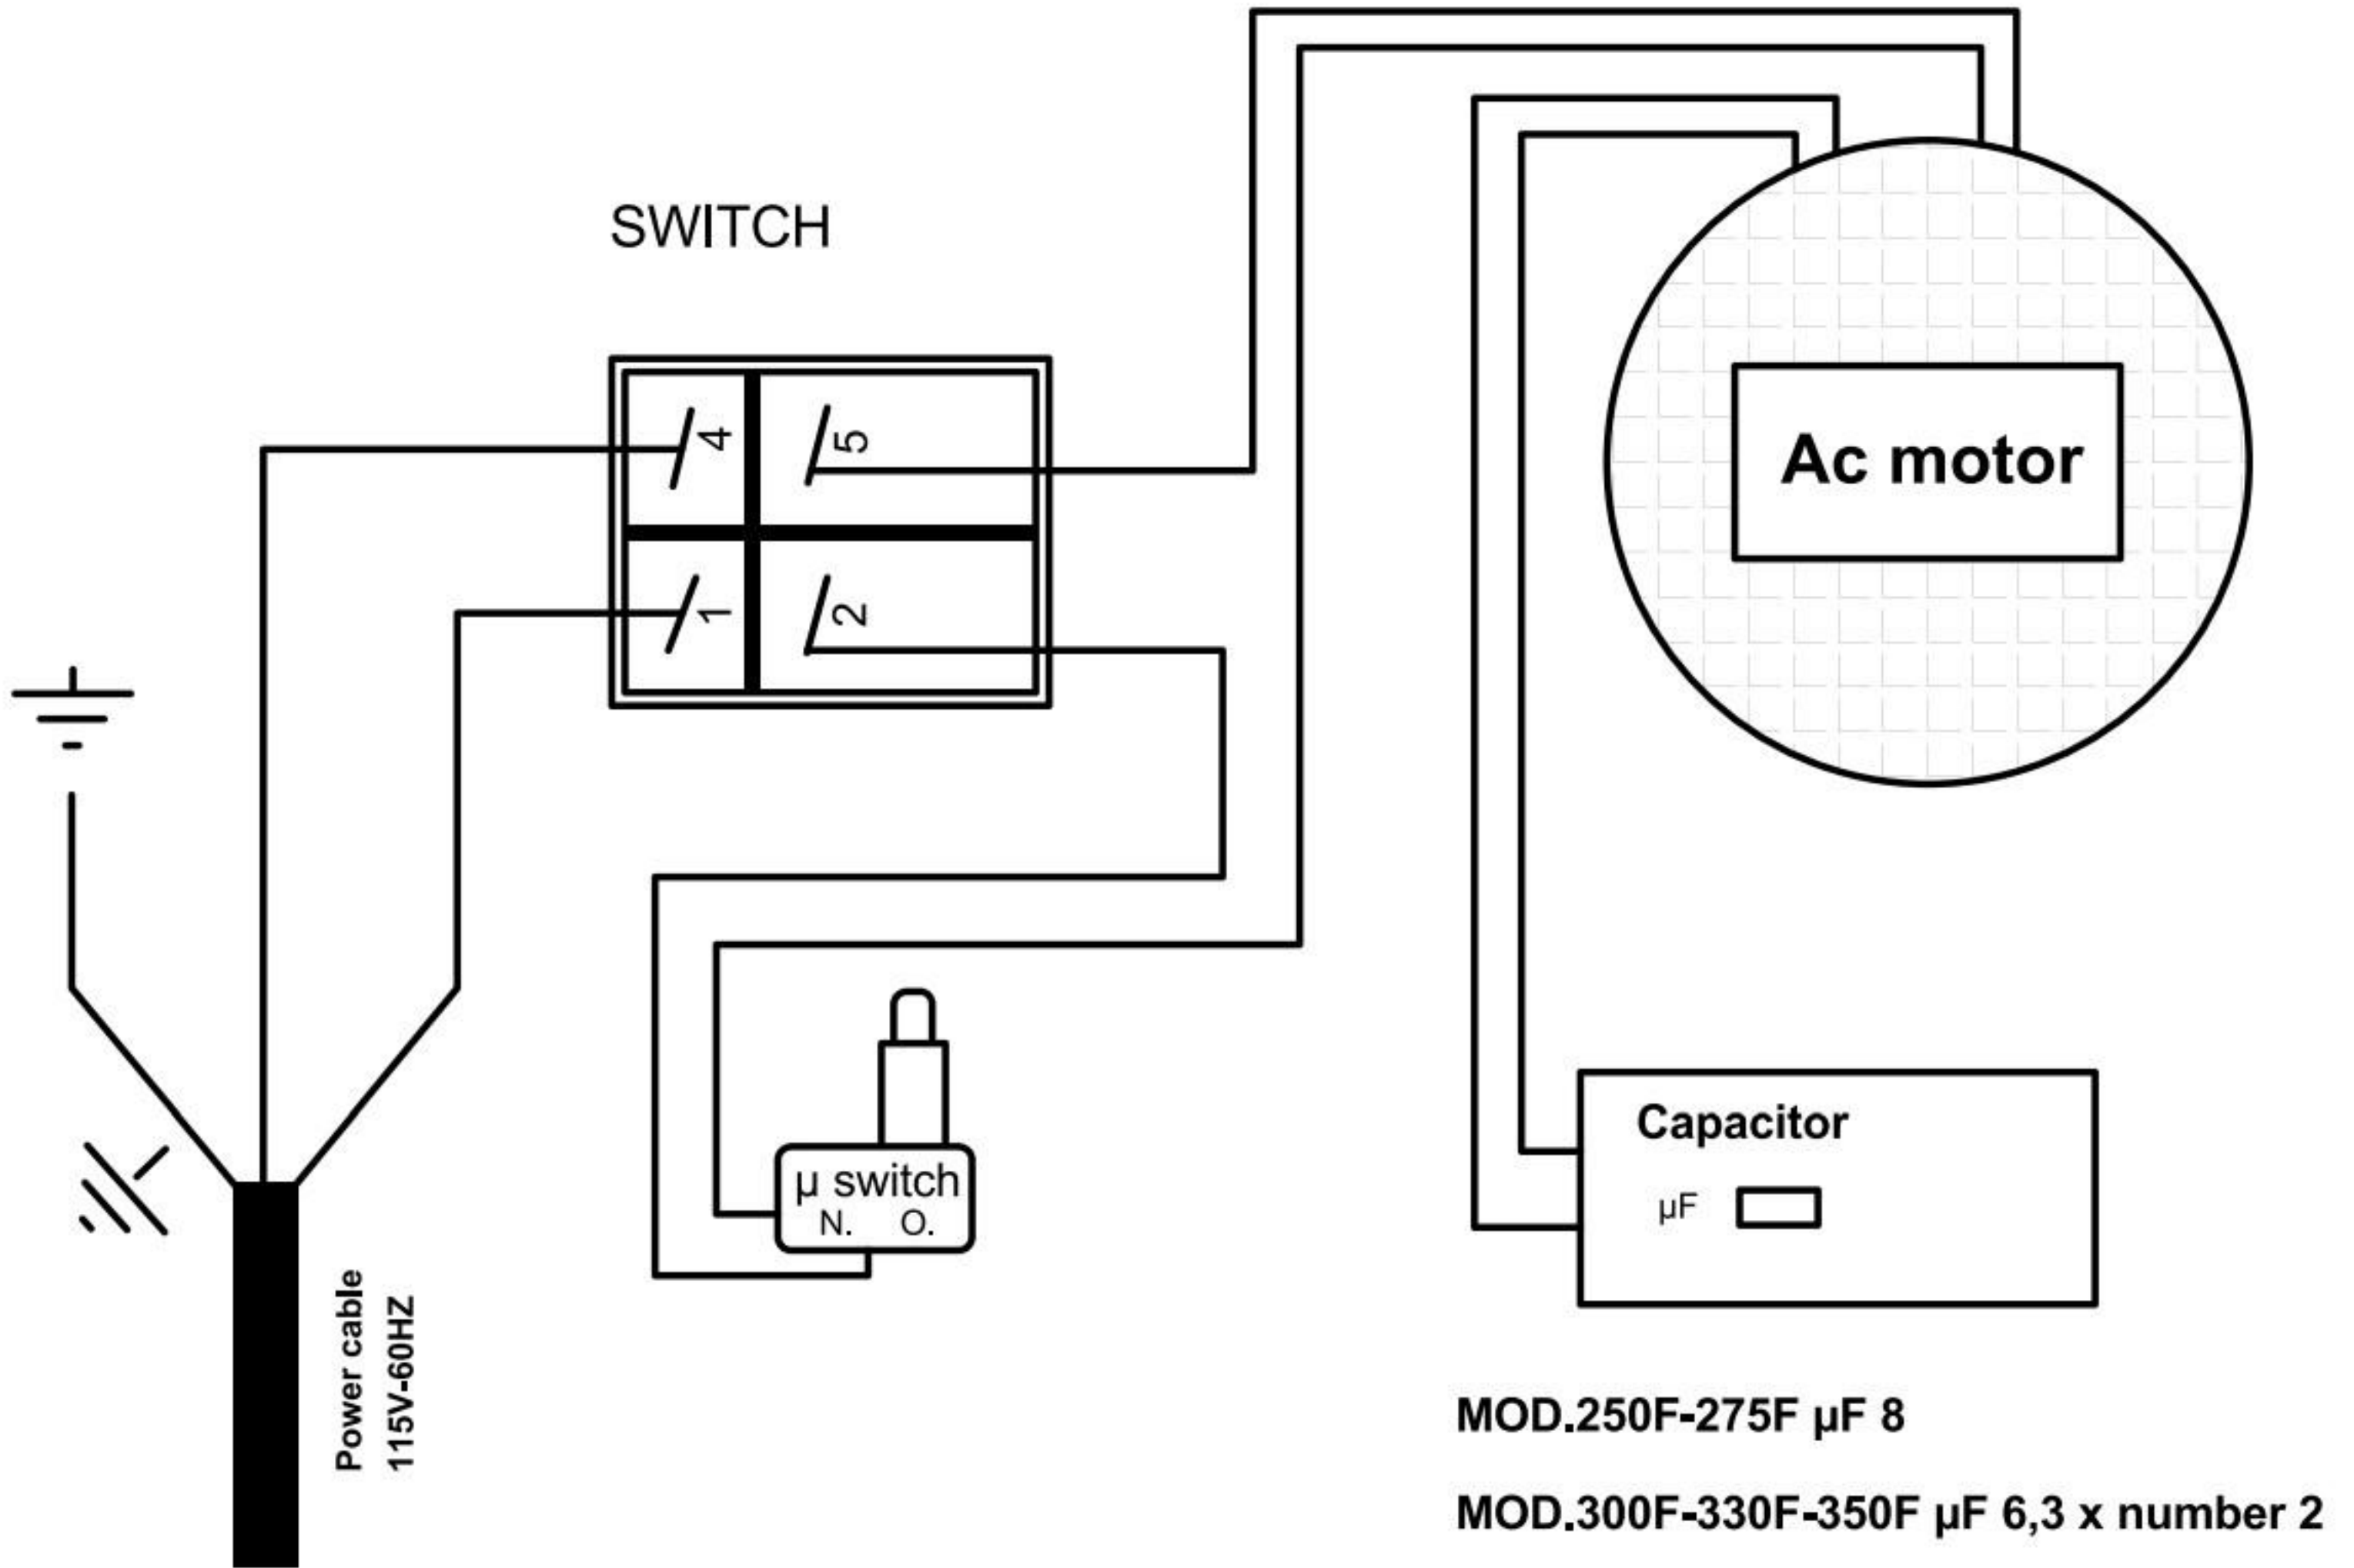 SWITCH
4
5
1
2
Ac motor
µ switch
N. O.
Capacitor
µF
Power cable
115V-60HZ
MOD.250F-275F µF 8
MOD.300F-330F-350F µF 6,3 x number 2